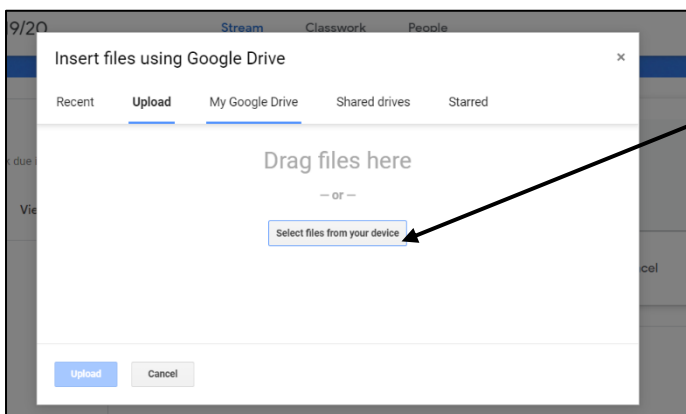 9/20 Stream Classwork People
Insert files using Google Drive ×
Recent Upload My Google Drive Shared drives Starred
k due
Drag files here
— or —
Vie
Select files from your device
cel
Upload Cancel